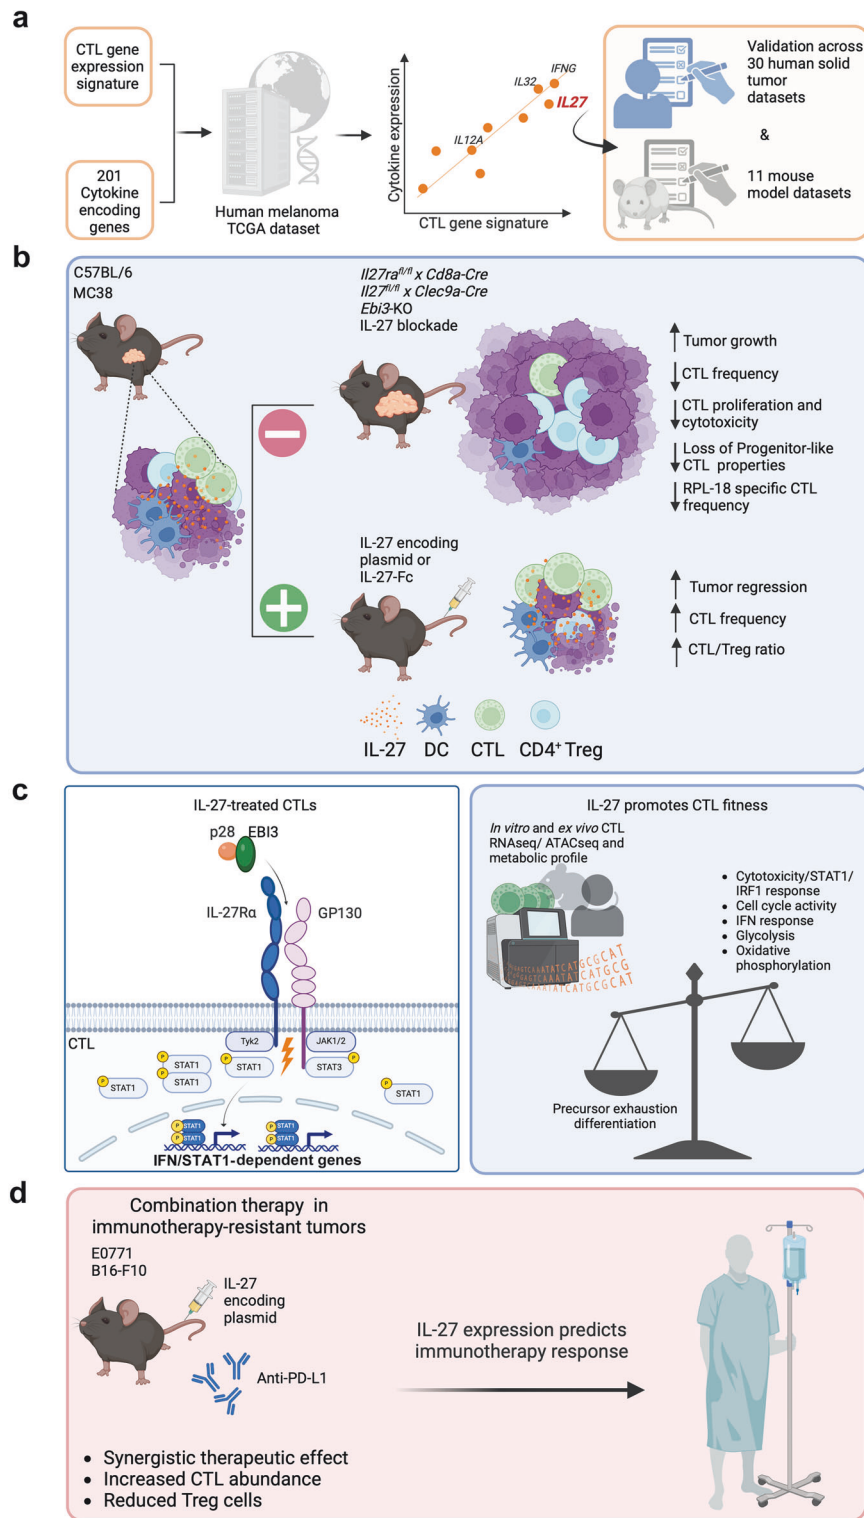 a
CTL gene
expression
signature
201
Cytokine
encoding
genes
Human melanoma
TCGA dataset
Cytokine expression
CTL gene signature
IL12A
IL32
IFNG
IL27
Validation across
30 human solid
tumor
datasets
&
11 mouse
model datasets
b
C57BL/6
MC38
Il27ra^fl/fl x Cd8a-Cre
Il27^fl/fl x Clec9a-Cre
Ebi3-KO
IL-27 blockade
Tumor growth
CTL frequency
CTL proliferation and
cytotoxicity
Loss of Progenitor-like
CTL properties
RPL-18 specific CTL
frequency
IL-27 encoding
plasmid or
IL-27-Fc
Tumor regression
CTL frequency
CTL/Treg ratio
IL-27 DC CTL CD4⁺ Treg
c
IL-27-treated CTLs
p28 EBI3
IL-27Rα GP130
CTL
Tyk2 JAK1/2
P STAT1 P STAT1 P STAT1 P STAT1 STAT3 P P STAT1
P STAT1 P STAT1 P STAT1 P STAT1
IFN/STAT1-dependent genes
IL-27 promotes CTL fitness
In vitro and ex vivo CTL
RNAseq/ ATACseq and
metabolic profile
• Cytotoxicity/STAT1/
IRF1 response
• Cell cycle activity
• IFN response
• Glycolysis
• Oxidative
phosphorylation
Precursor exhaustion
differentiation
d
Combination therapy in
immunotherapy-resistant tumors
E0771
B16-F10
IL-27
encoding
plasmid
Anti-PD-L1
IL-27 expression predicts
immunotherapy response
• Synergistic therapeutic effect
• Increased CTL abundance
• Reduced Treg cells